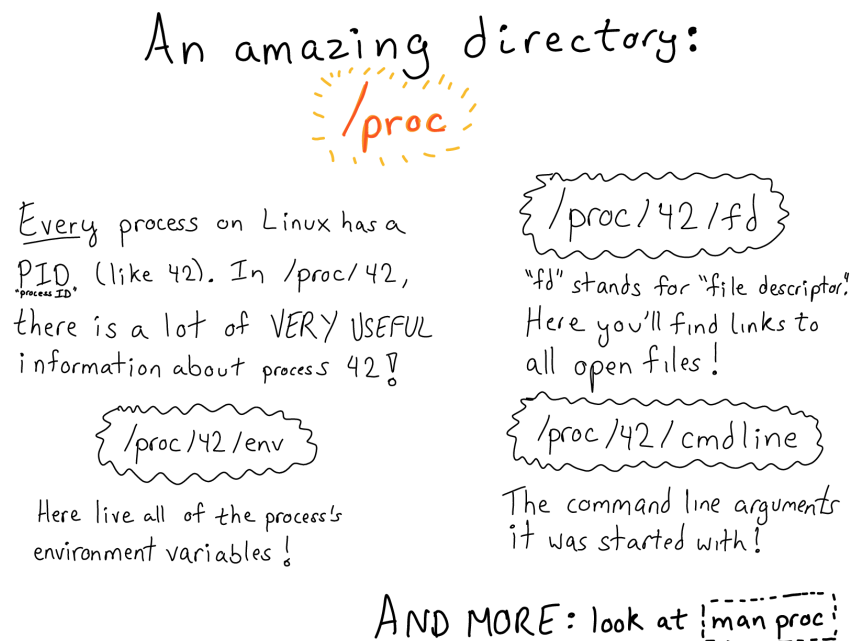 An amazing directory:
/proc
Every process on Linux has a
PID (like 42). In /proc/42,
"process ID"
there is a lot of VERY USEFUL
information about process 42!
/proc/42/env
Here live all of the process's
environment variables!
/proc/42/fd
"fd" stands for "file descriptor".
Here you'll find links to
all open files!
/proc/42/cmdline
The command line arguments
it was started with!
AND MORE: look at man proc